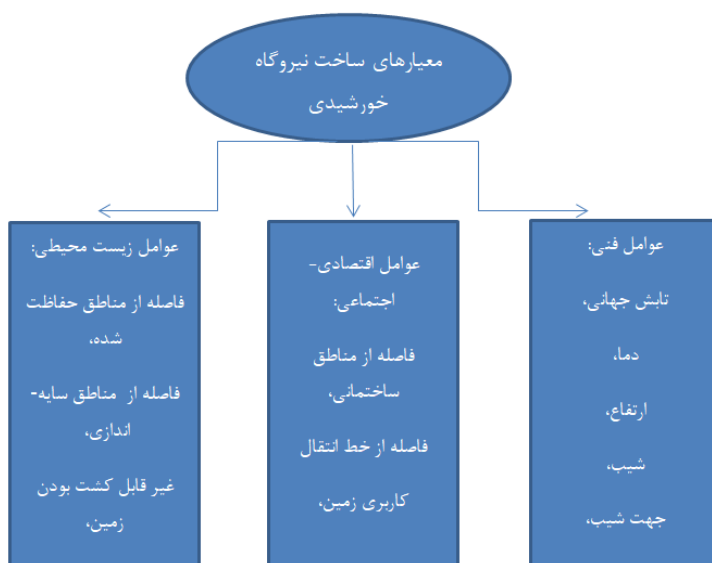 معیارهای ساخت نیروگاه
خورشیدی
عوامل فنی:
تابش جهانی،
دما،
ارتفاع،
شیب،
جهت شیب،
عوامل اقتصادی-
اجتماعی:
فاصله از مناطق
ساختمانی،
فاصله از خط انتقال
کاربری زمین،
عوامل زیست محیطی:
فاصله از مناطق حفاظت
شده،
فاصله از مناطق سایه-
اندازی،
غیر قابل کشت بودن
زمین،